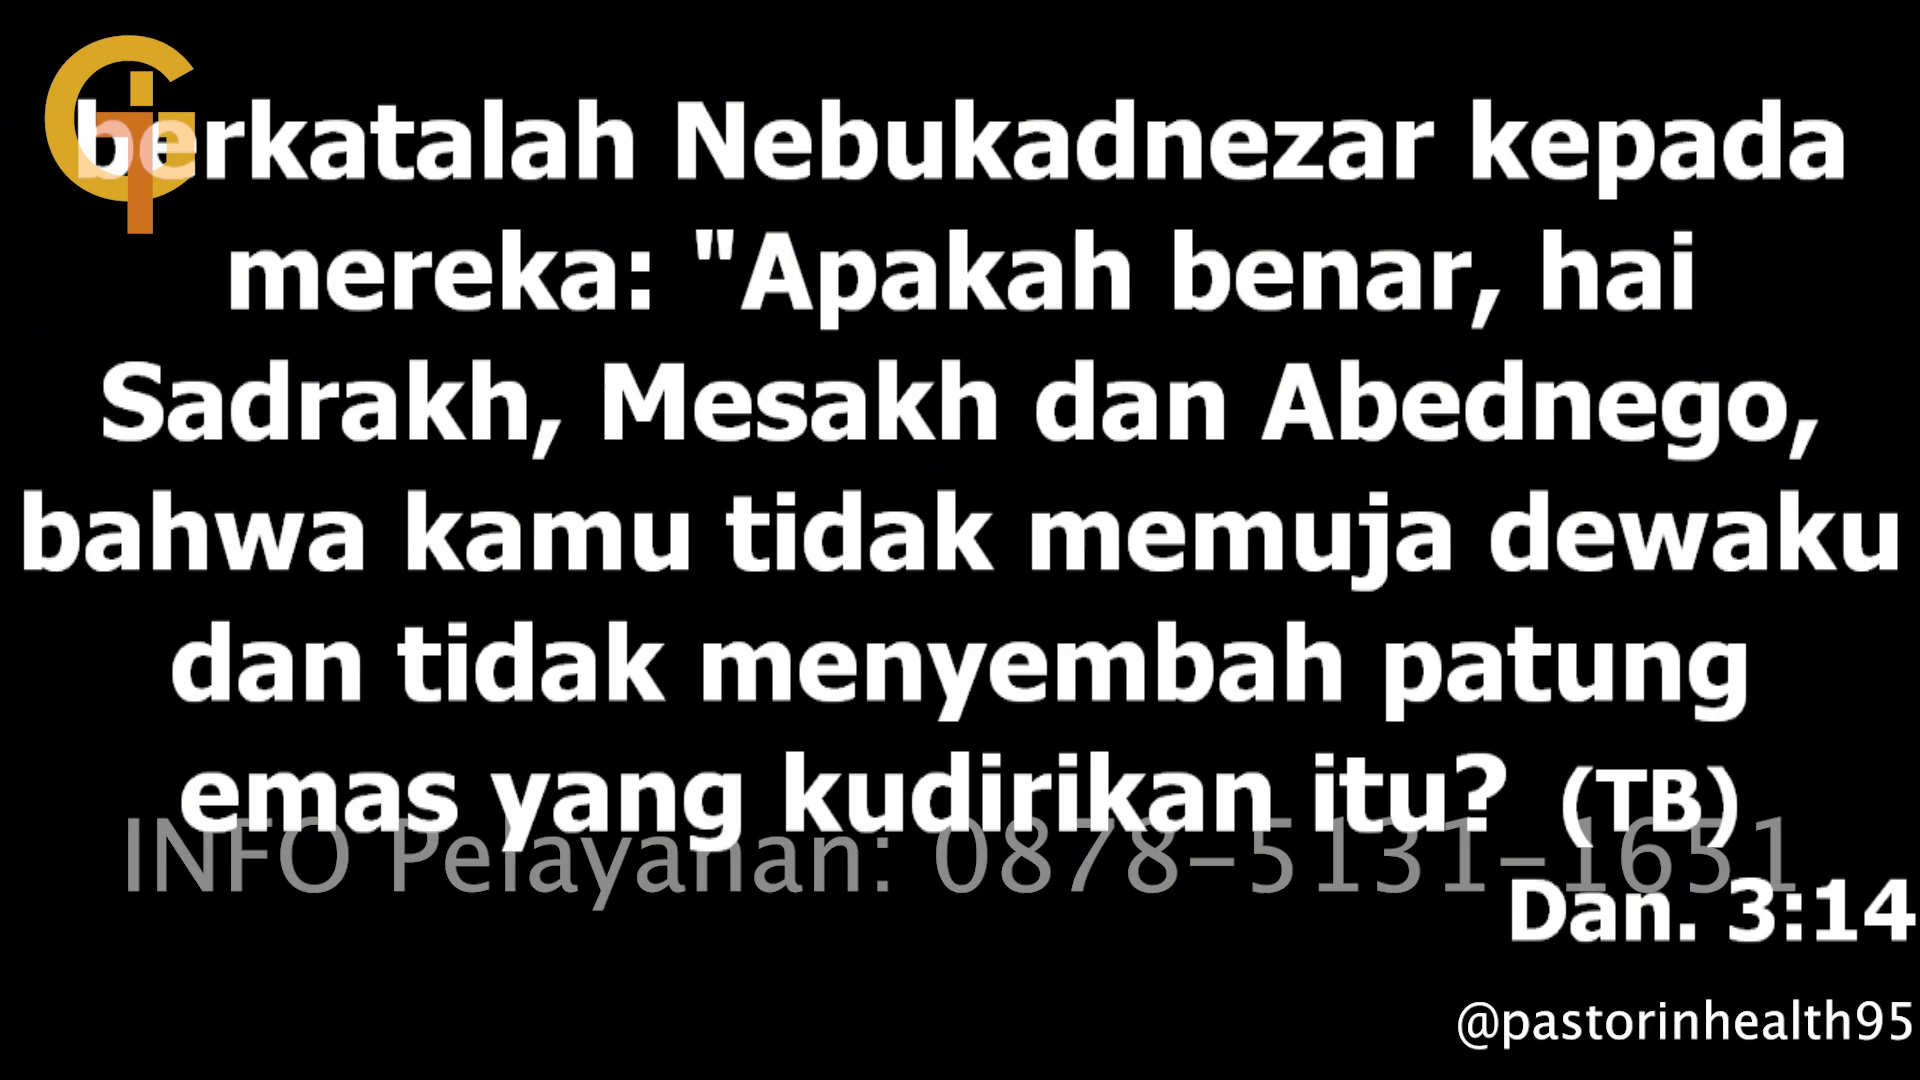 berkatalah Nebukadnezar kepada
mereka: "Apakah benar, hai
Sadrakh, Mesakh dan Abednego,
bahwa kamu tidak memuja dewaku
dan tidak menyembah patung
emas yang kudirikan itu? (TB)
INFO Pelayanan: 0878-5131-1651
Dan. 3:14
@pastorinhealth95